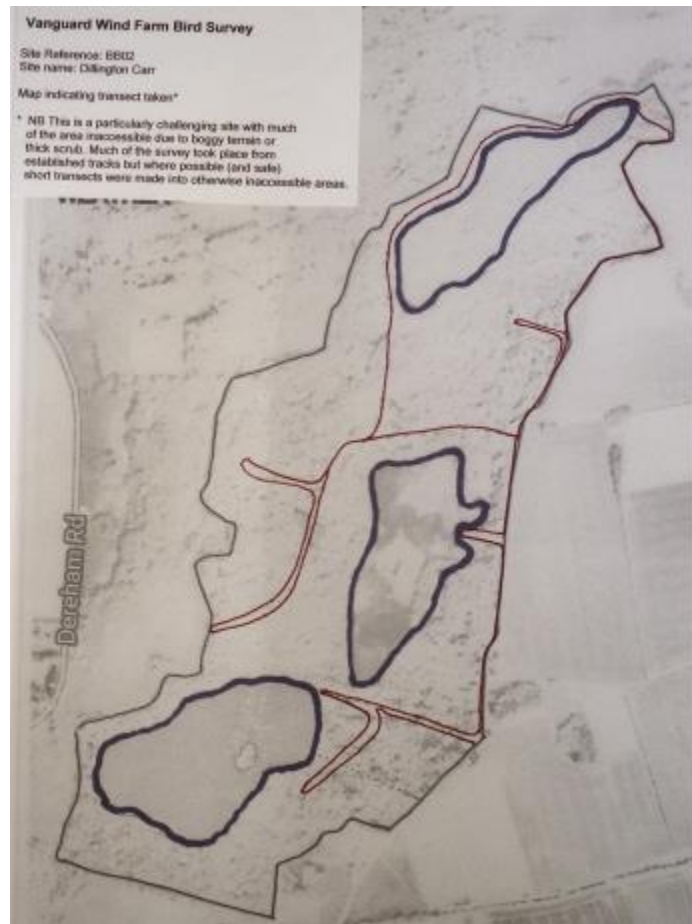 Vanguard Wind Farm Bird Survey
Site Reference: BB02
Site name: Dillington Carr
Map indicating transect taken*
* NB This is a particularly challenging site with much
of the area inaccessible due to boggy terrain or
thick scrub. Much of the survey took place from
established tracks but where possible (and safe)
short transects were made into otherwise inaccessible areas.
Dereham Rd